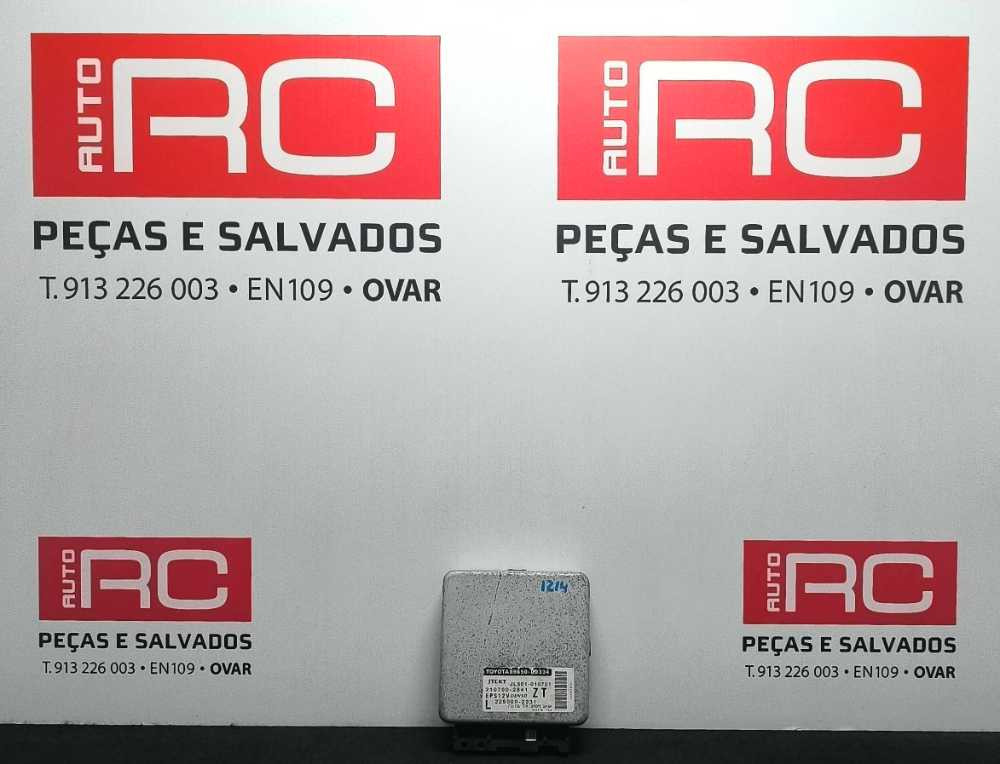 AUTO RC
PEÇAS E SALVADOS
T. 913 226 003 • EN109 • OVAR
AUTO RC
PEÇAS E SALVADOS
T. 913 226 003 • EN109 • OVAR
AUTO RC
PEÇAS E SALVADOS
T. 913 226 003 • EN109 • OVAR
AUTO RC
PEÇAS E SALVADOS
T. 913 226 003 • EN109 • OVAR
1214
TOYOTA
JTEKT
ZT
EPS12V DENSO
L